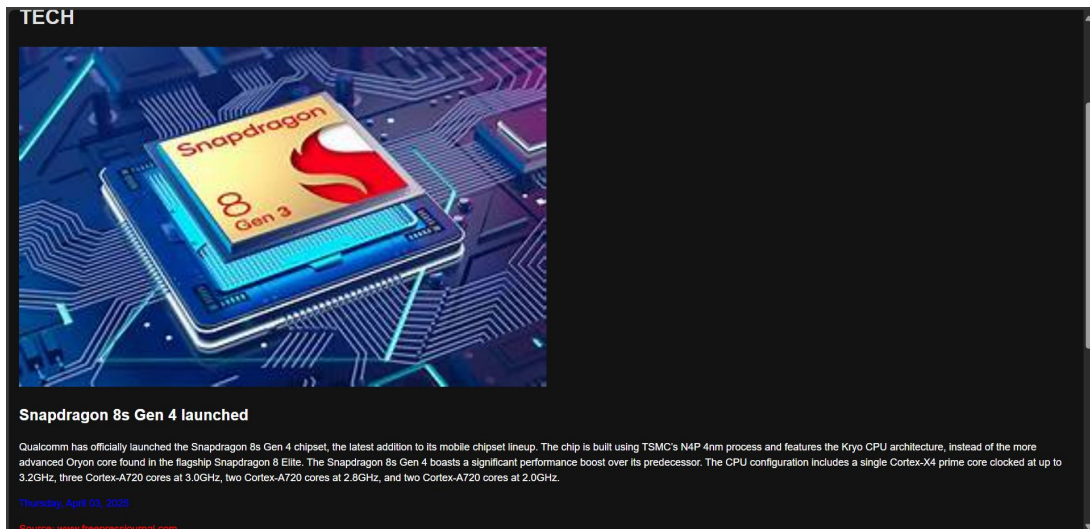 TECH
Snapdragon
8
Gen 3
Snapdragon 8s Gen 4 launched
Qualcomm has officially launched the Snapdragon 8s Gen 4 chipset, the latest addition to its mobile chipset lineup. The chip is built using TSMC's N4P 4nm process and features the Kryo CPU architecture, instead of the more
advanced Oryon core found in the flagship Snapdragon 8 Elite. The Snapdragon 8s Gen 4 boasts a significant performance boost over its predecessor. The CPU configuration includes a single Cortex-X4 prime core clocked at up to
3.2GHz, three Cortex-A720 cores at 3.0GHz, two Cortex-A720 cores at 2.8GHz, and two Cortex-A720 cores at 2.0GHz.
Thursday, April 03, 2025
Source: www.freepressjournal.com